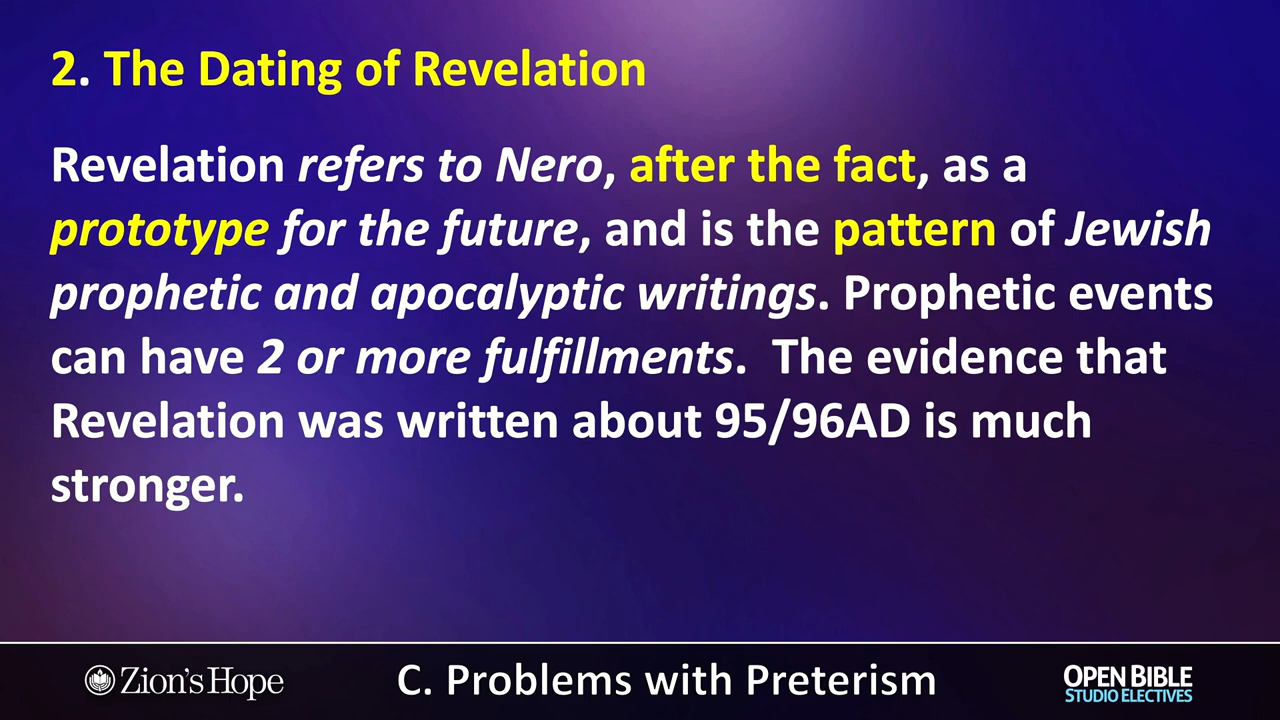 2. The Dating of Revelation
Revelation refers to Nero, after the fact, as a
prototype for the future, and is the pattern of Jewish
prophetic and apocalyptic writings. Prophetic events
can have 2 or more fulfillments.  The evidence that
Revelation was written about 95/96AD is much
stronger.
Zion's Hope
C. Problems with Preterism
OPEN BIBLE
STUDIO ELECTIVES